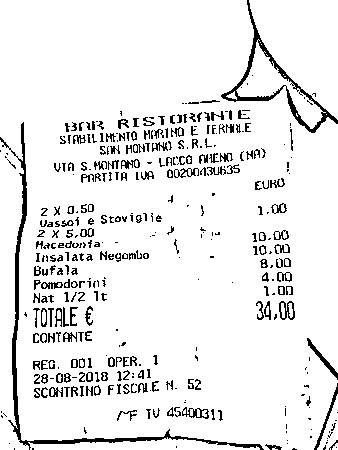 BAR RISTORANTE
STABILIMENTO MARINO E TERMALE
SAN MONTANO S.R.L.
VIA S.MONTANO - LACCO AMENO (NA)
PARTITA IVA 00200430635
EURO
2 X 0.50
Vassoi e Stoviglie 1.00
2 X 5,00
Macedonia 10.00
Insalata Negombo 10.00
Bufala 8,00
Pomodorini 4.00
Nat 1/2 lt 1.00
TOTALE € 34,00
CONTANTE
REG. 001 OPER. 1
28-08-2018 12:41
SCONTRINO FISCALE N. 52
MF TV 45400311